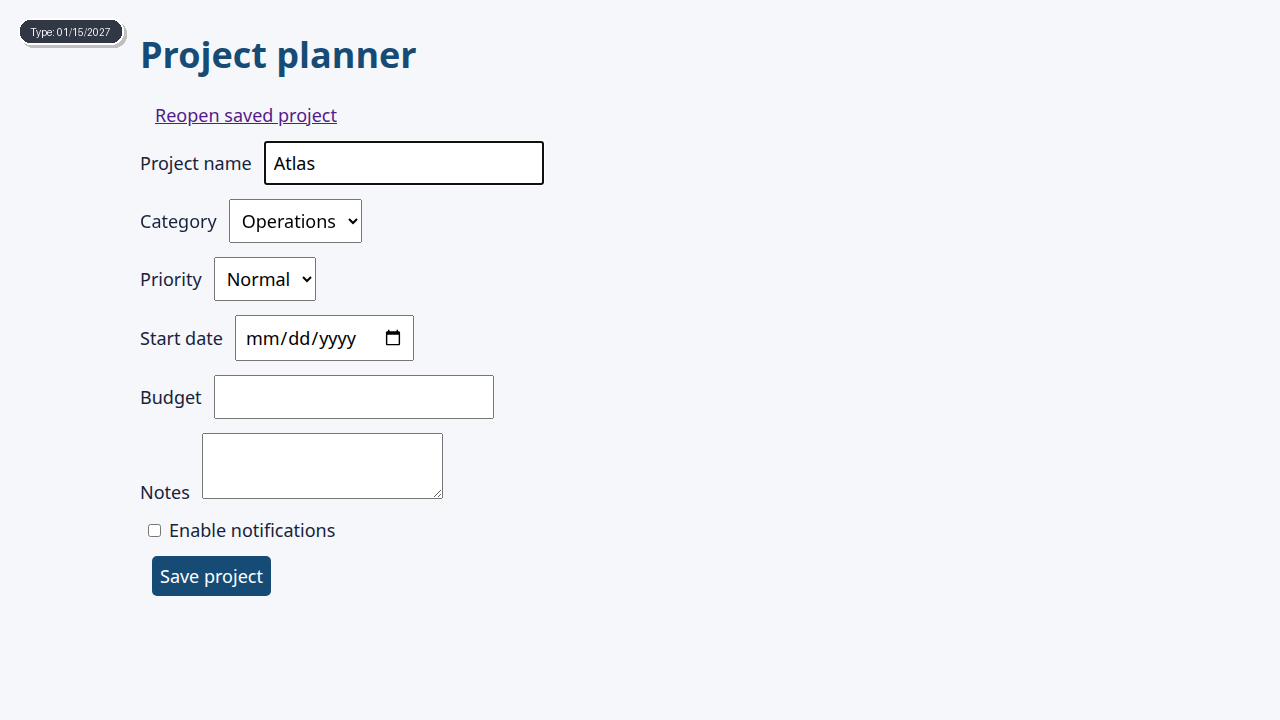 Type: 01/15/2027
Project planner
Reopen saved project
Project name Atlas
Category Operations
Priority Normal
Start date mm/dd/yyyy
Budget
Notes
Enable notifications
Save project